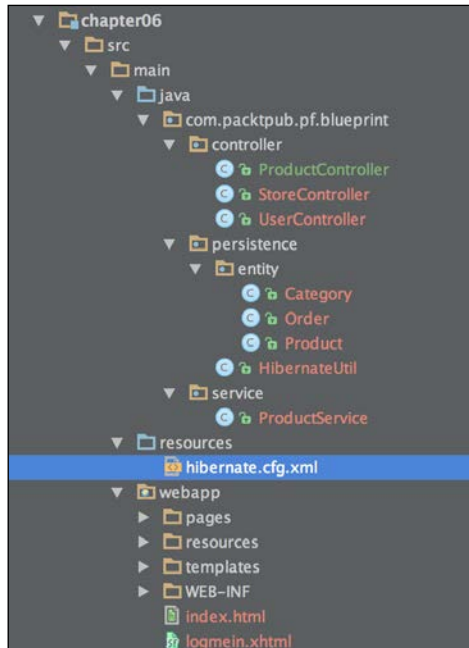 chapter06
src
main
java
com.packtpub.pf.blueprint
controller
ProductController
StoreController
UserController
persistence
entity
Category
Order
Product
HibernateUtil
service
ProductService
resources
hibernate.cfg.xml
webapp
pages
resources
templates
WEB-INF
index.html
logmein.xhtml